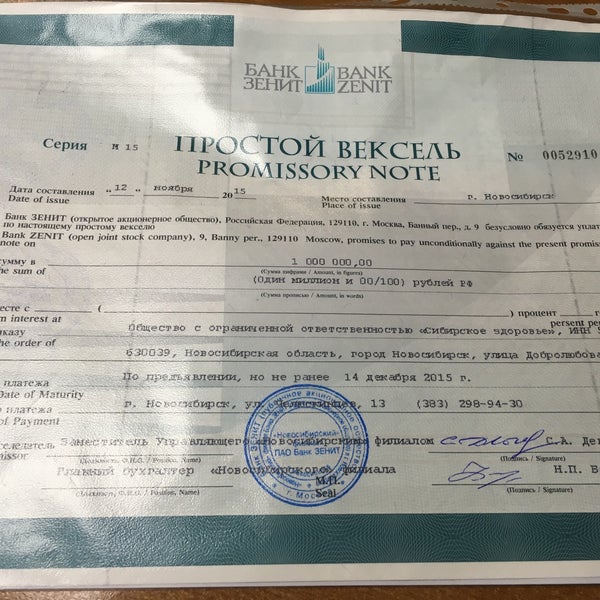 БАНК BANK
ЗЕНИТ ZENIT
Серия М 15 ПРОСТОЙ ВЕКСЕЛЬ № 0052910
PROMISSORY NOTE
Дата составления "12" ноября 2015 Место составления г. Новосибирск
Date of issue Place of issue
Банк ЗЕНИТ (открытое акционерное общество), Российская Федерация, 129110, г. Москва, Банный пер., д. 9 безусловно обязуется
по настоящему простому векселю
Bank ZENIT (open joint stock company), 9, Banny per., 129110 Moscow, promises to pay unconditionally against the present
note on
сумму в 1 000 000,00
the sum of (Сумма цифрами / Amount, in figures)
(Один миллион и 00/100) рублей РФ
(Сумма прописью / Amount, in words)
( ) процент
interest at persent
Общество с ограниченной ответственностью «Сибирское здоровье», ИНН
the order of
630039, Новосибирская область, город Новосибирск, улица Добролюбова
платежа По предъявлении, но не ранее 14 декабря 2015 г.
Date of Maturity
платежа г. Новосибирск, 13 (383) 298-94-30
of Payment
Заместитель Управляющего «Новосибирским филиалом С.А.
(Должность, Ф.И.О. / Position, Name) (Подпись / Signature)
Главный бухгалтер «Новосибирского филиала Н.П.
(Должность, Ф.И.О. / Position, Name) М.П. (Подпись / Signature)
Seal
«Новосибирский»
ПАО Банк ЗЕНИТ